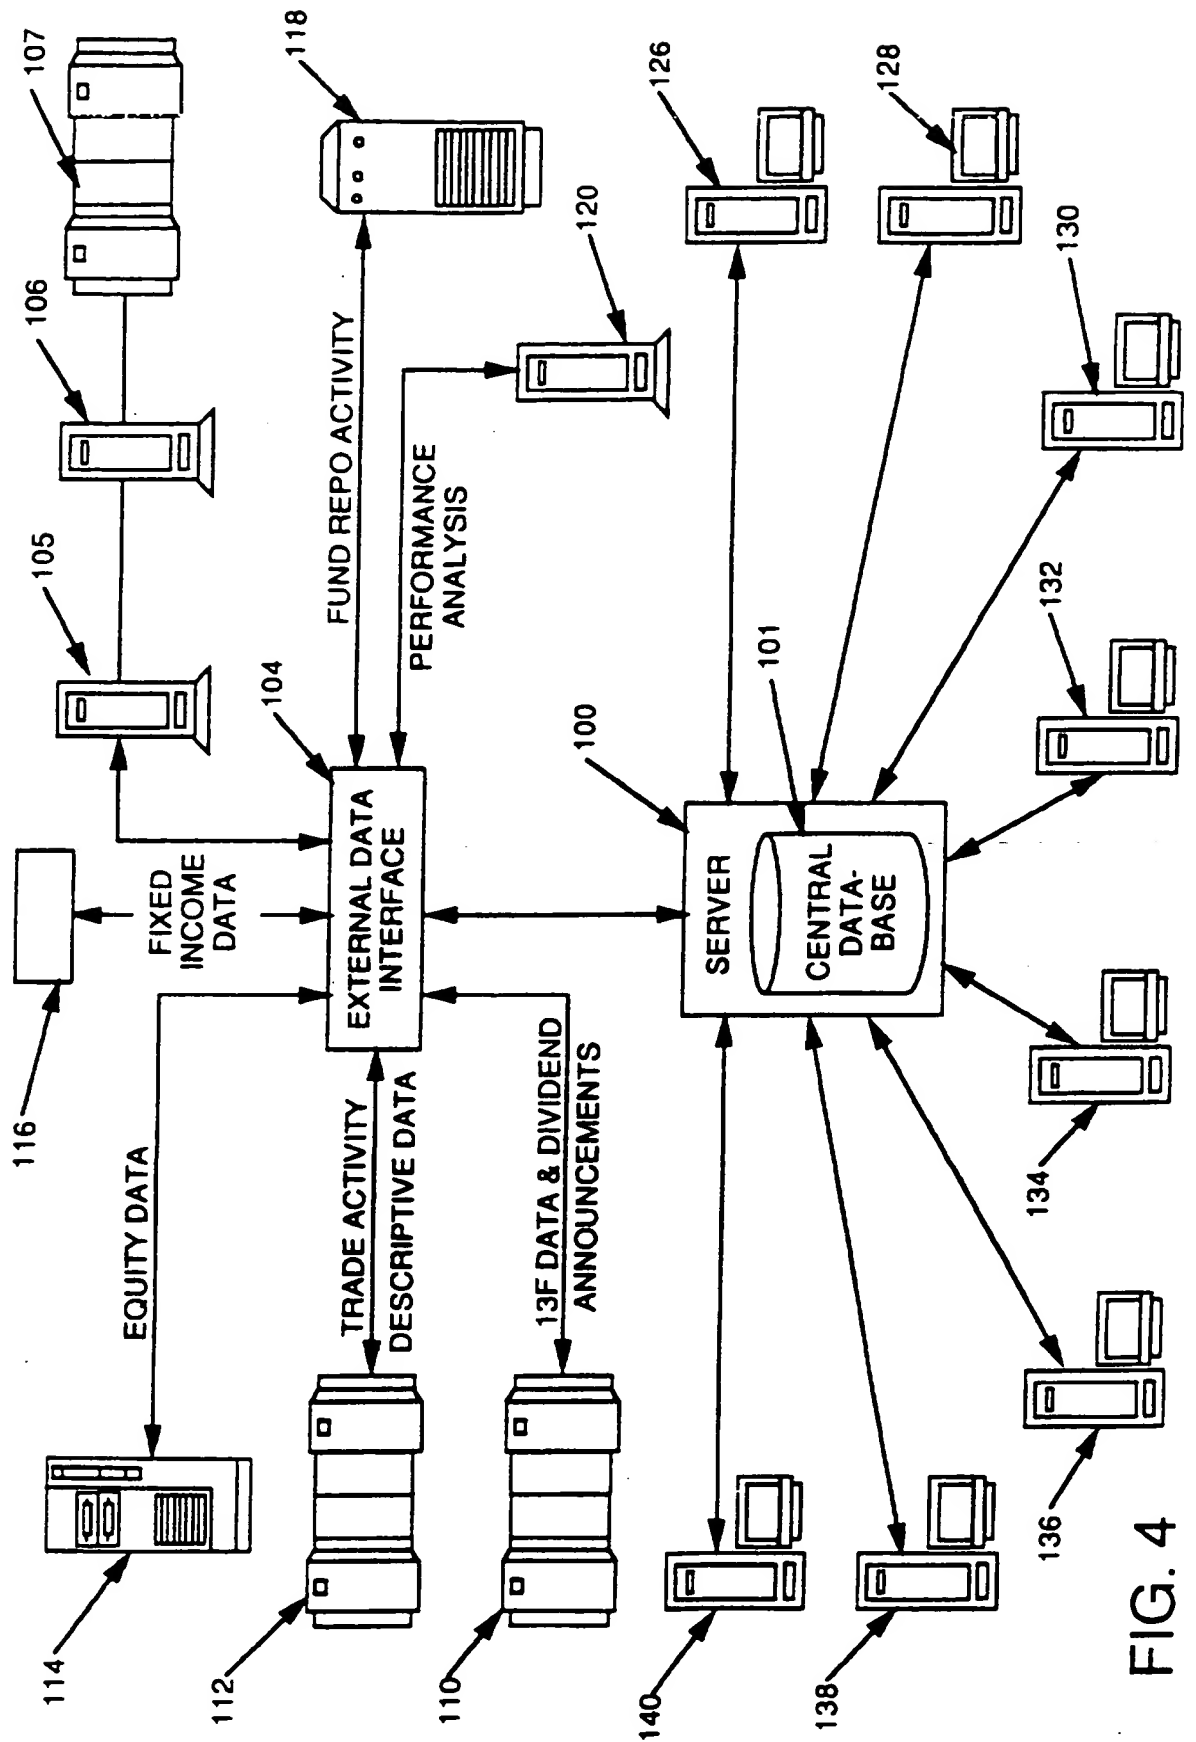 114
EQUITY DATA
116
FIXED
INCOME
DATA
105
106
107
112
TRADE ACTIVITY
DESCRIPTIVE DATA
EXTERNAL DATA
INTERFACE
104
FUND REPO ACTIVITY
118
110
13F DATA & DIVIDEND
ANNOUNCEMENTS
PERFORMANCE
ANALYSIS
120
140
SERVER
100
CENTRAL
DATA-
BASE
101
126
138
128
136
134
132
130
FIG. 4